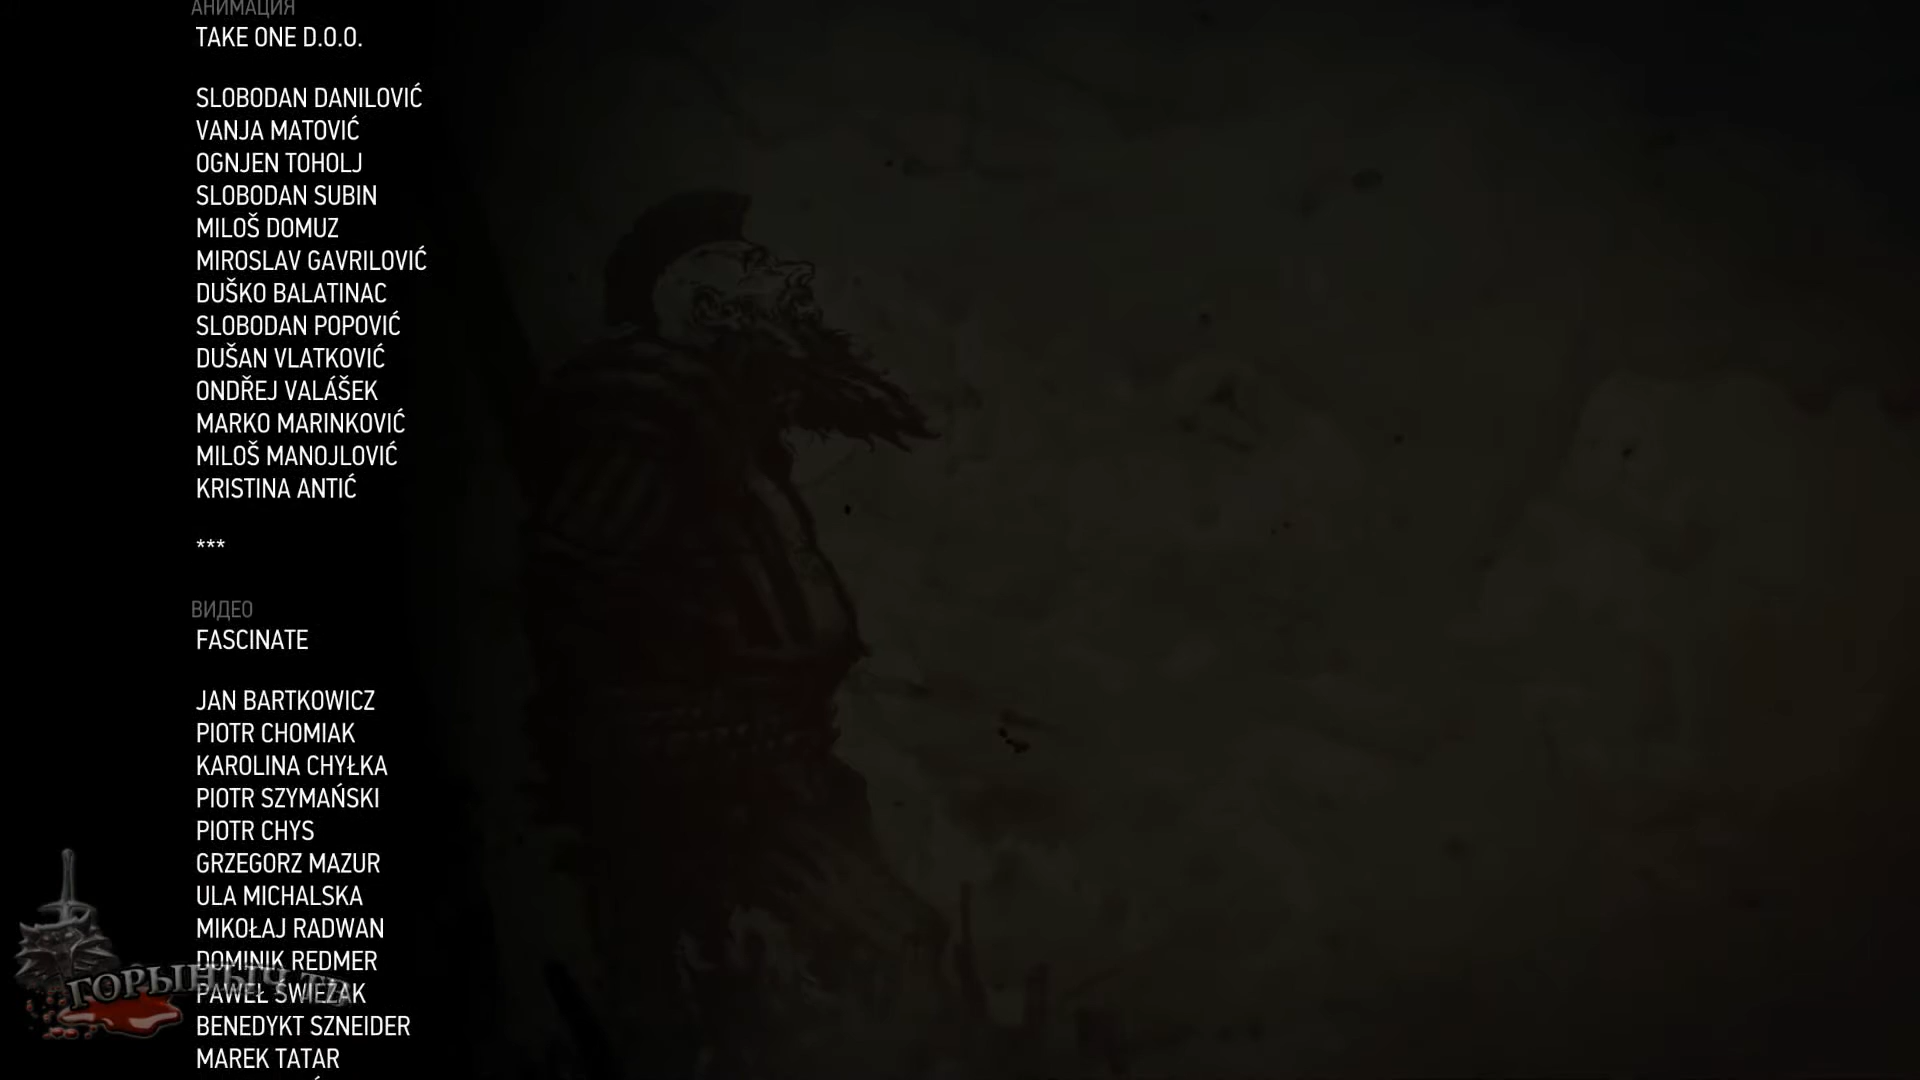 АНИМАЦИЯ
TAKE ONE D.O.O.
SLOBODAN DANILOVIĆ
VANJA MATOVIĆ
OGNJEN TOHOLJ
SLOBODAN SUBIN
MILOŠ DOMUZ
MIROSLAV GAVRILOVIĆ
DUŠKO BALATINAC
SLOBODAN POPOVIĆ
DUŠAN VLATKOVIĆ
ONDŘEJ VALÁŠEK
MARKO MARINKOVIĆ
MILOŠ MANOJLOVIĆ
KRISTINA ANTIĆ
***
ВИДЕО
FASCINATE
JAN BARTKOWICZ
PIOTR CHOMIAK
KAROLINA CHYŁKA
PIOTR SZYMAŃSKI
PIOTR CHYS
GRZEGORZ MAZUR
ULA MICHALSKA
MIKOŁAJ RADWAN
DOMINIK REDMER
ГОРЫНЫЧ ТВ
PAWEŁ ŚWIEŻAK
BENEDYKT SZNEIDER
MAREK TATAR